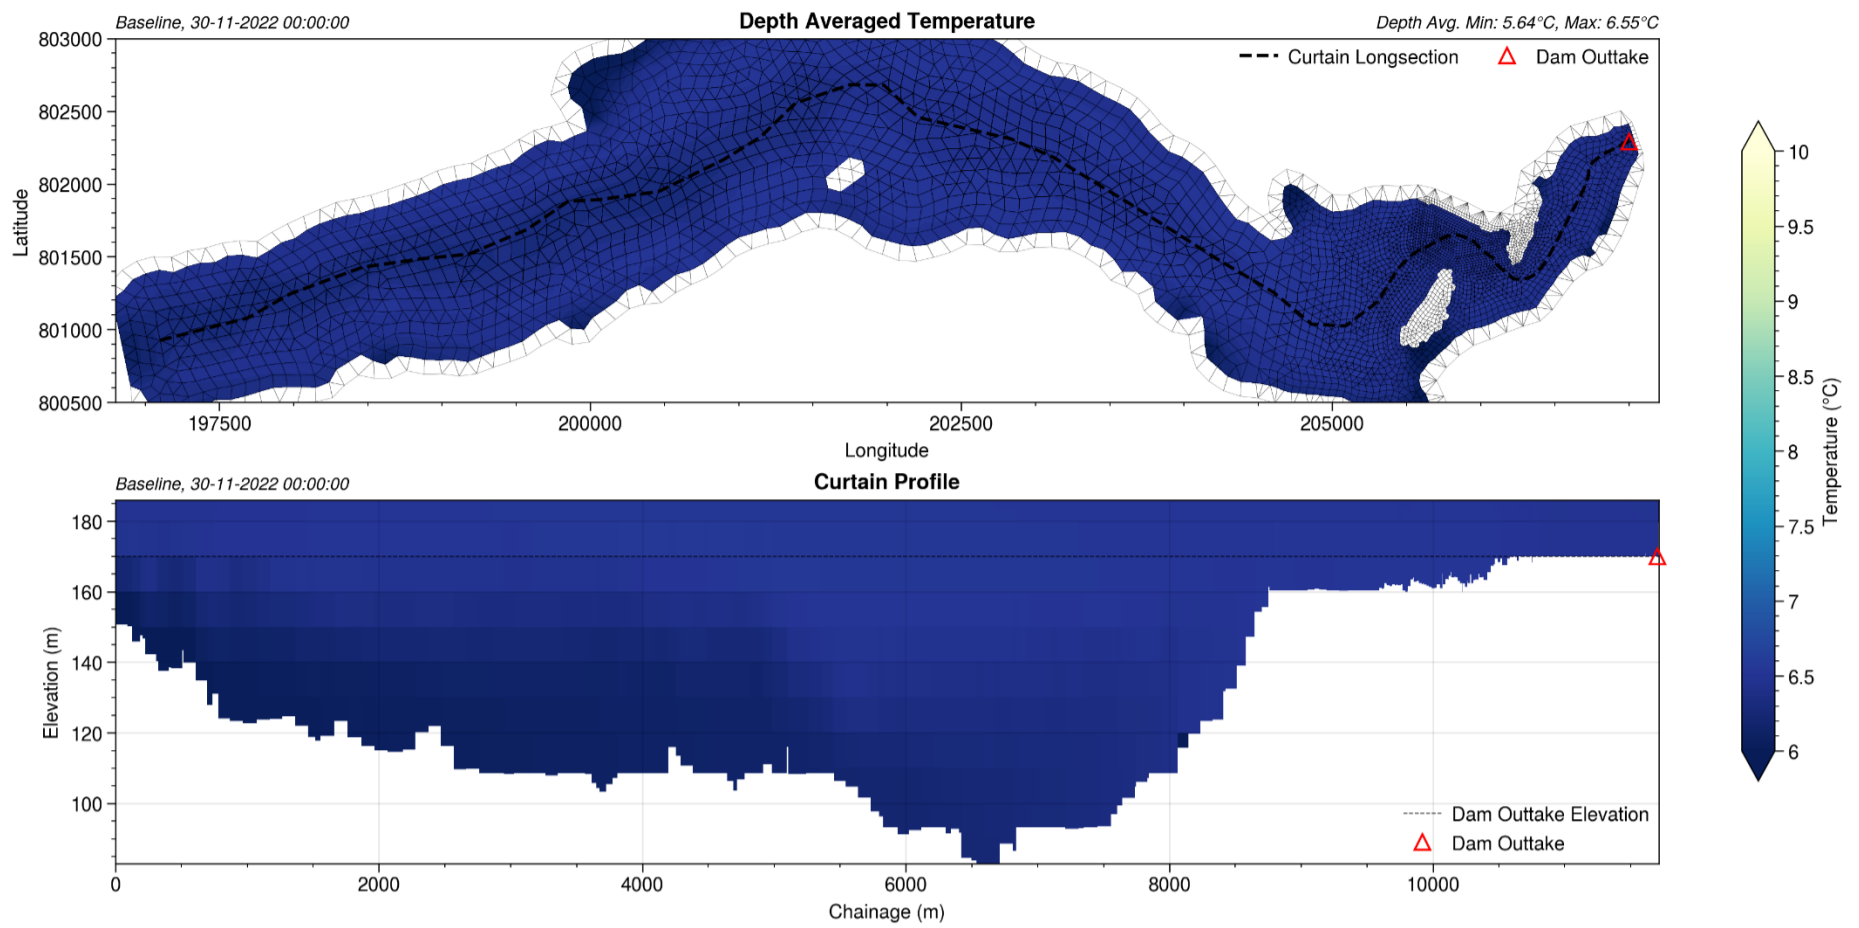 Baseline, 30-11-2022 00:00:00
Depth Averaged Temperature
Depth Avg. Min: 5.64°C, Max: 6.55°C
803000
802500
802000
801500
801000
800500
Latitude
Curtain Longsection
Dam Outtake
197500
200000
202500
205000
Longitude
Baseline, 30-11-2022 00:00:00
Curtain Profile
180
160
140
120
100
Elevation (m)
Dam Outtake Elevation
Dam Outtake
0
2000
4000
6000
8000
10000
Chainage (m)
10
9.5
9
8.5
8
7.5
7
6.5
6
Temperature (°C)